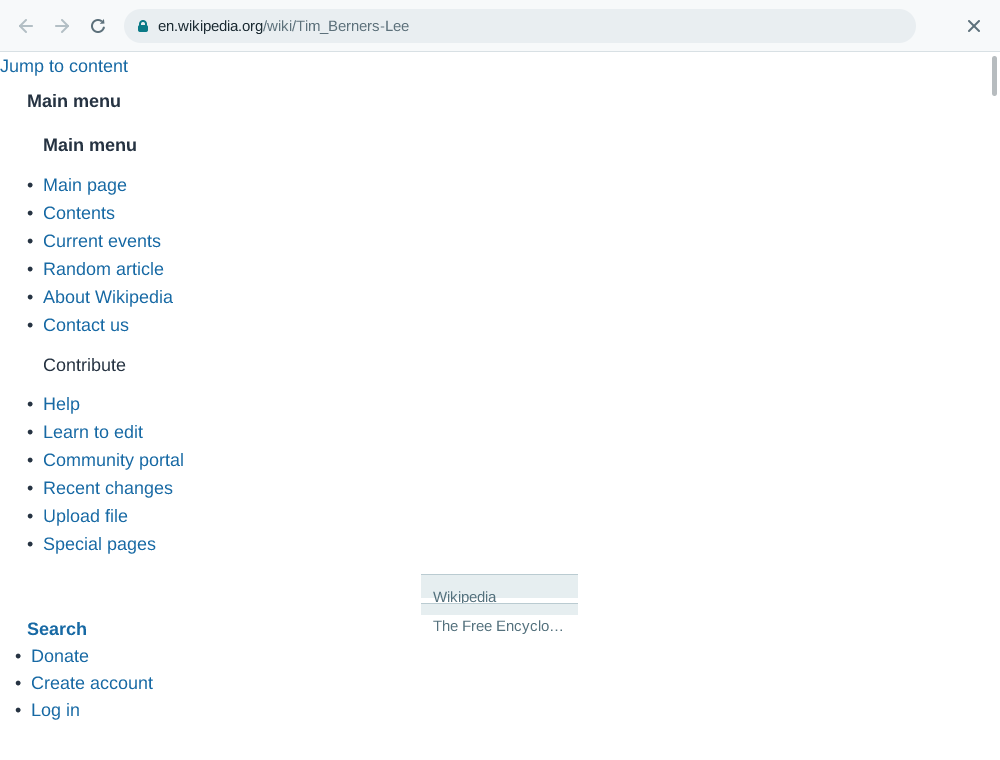 en.wikipedia.org/wiki/Tim_Berners-Lee
Jump to content
Main menu
Main menu
• Main page
• Contents
• Current events
• Random article
• About Wikipedia
• Contact us
Contribute
• Help
• Learn to edit
• Community portal
• Recent changes
• Upload file
• Special pages
Wikipedia
The Free Encyclo…
Search
• Donate
• Create account
• Log in